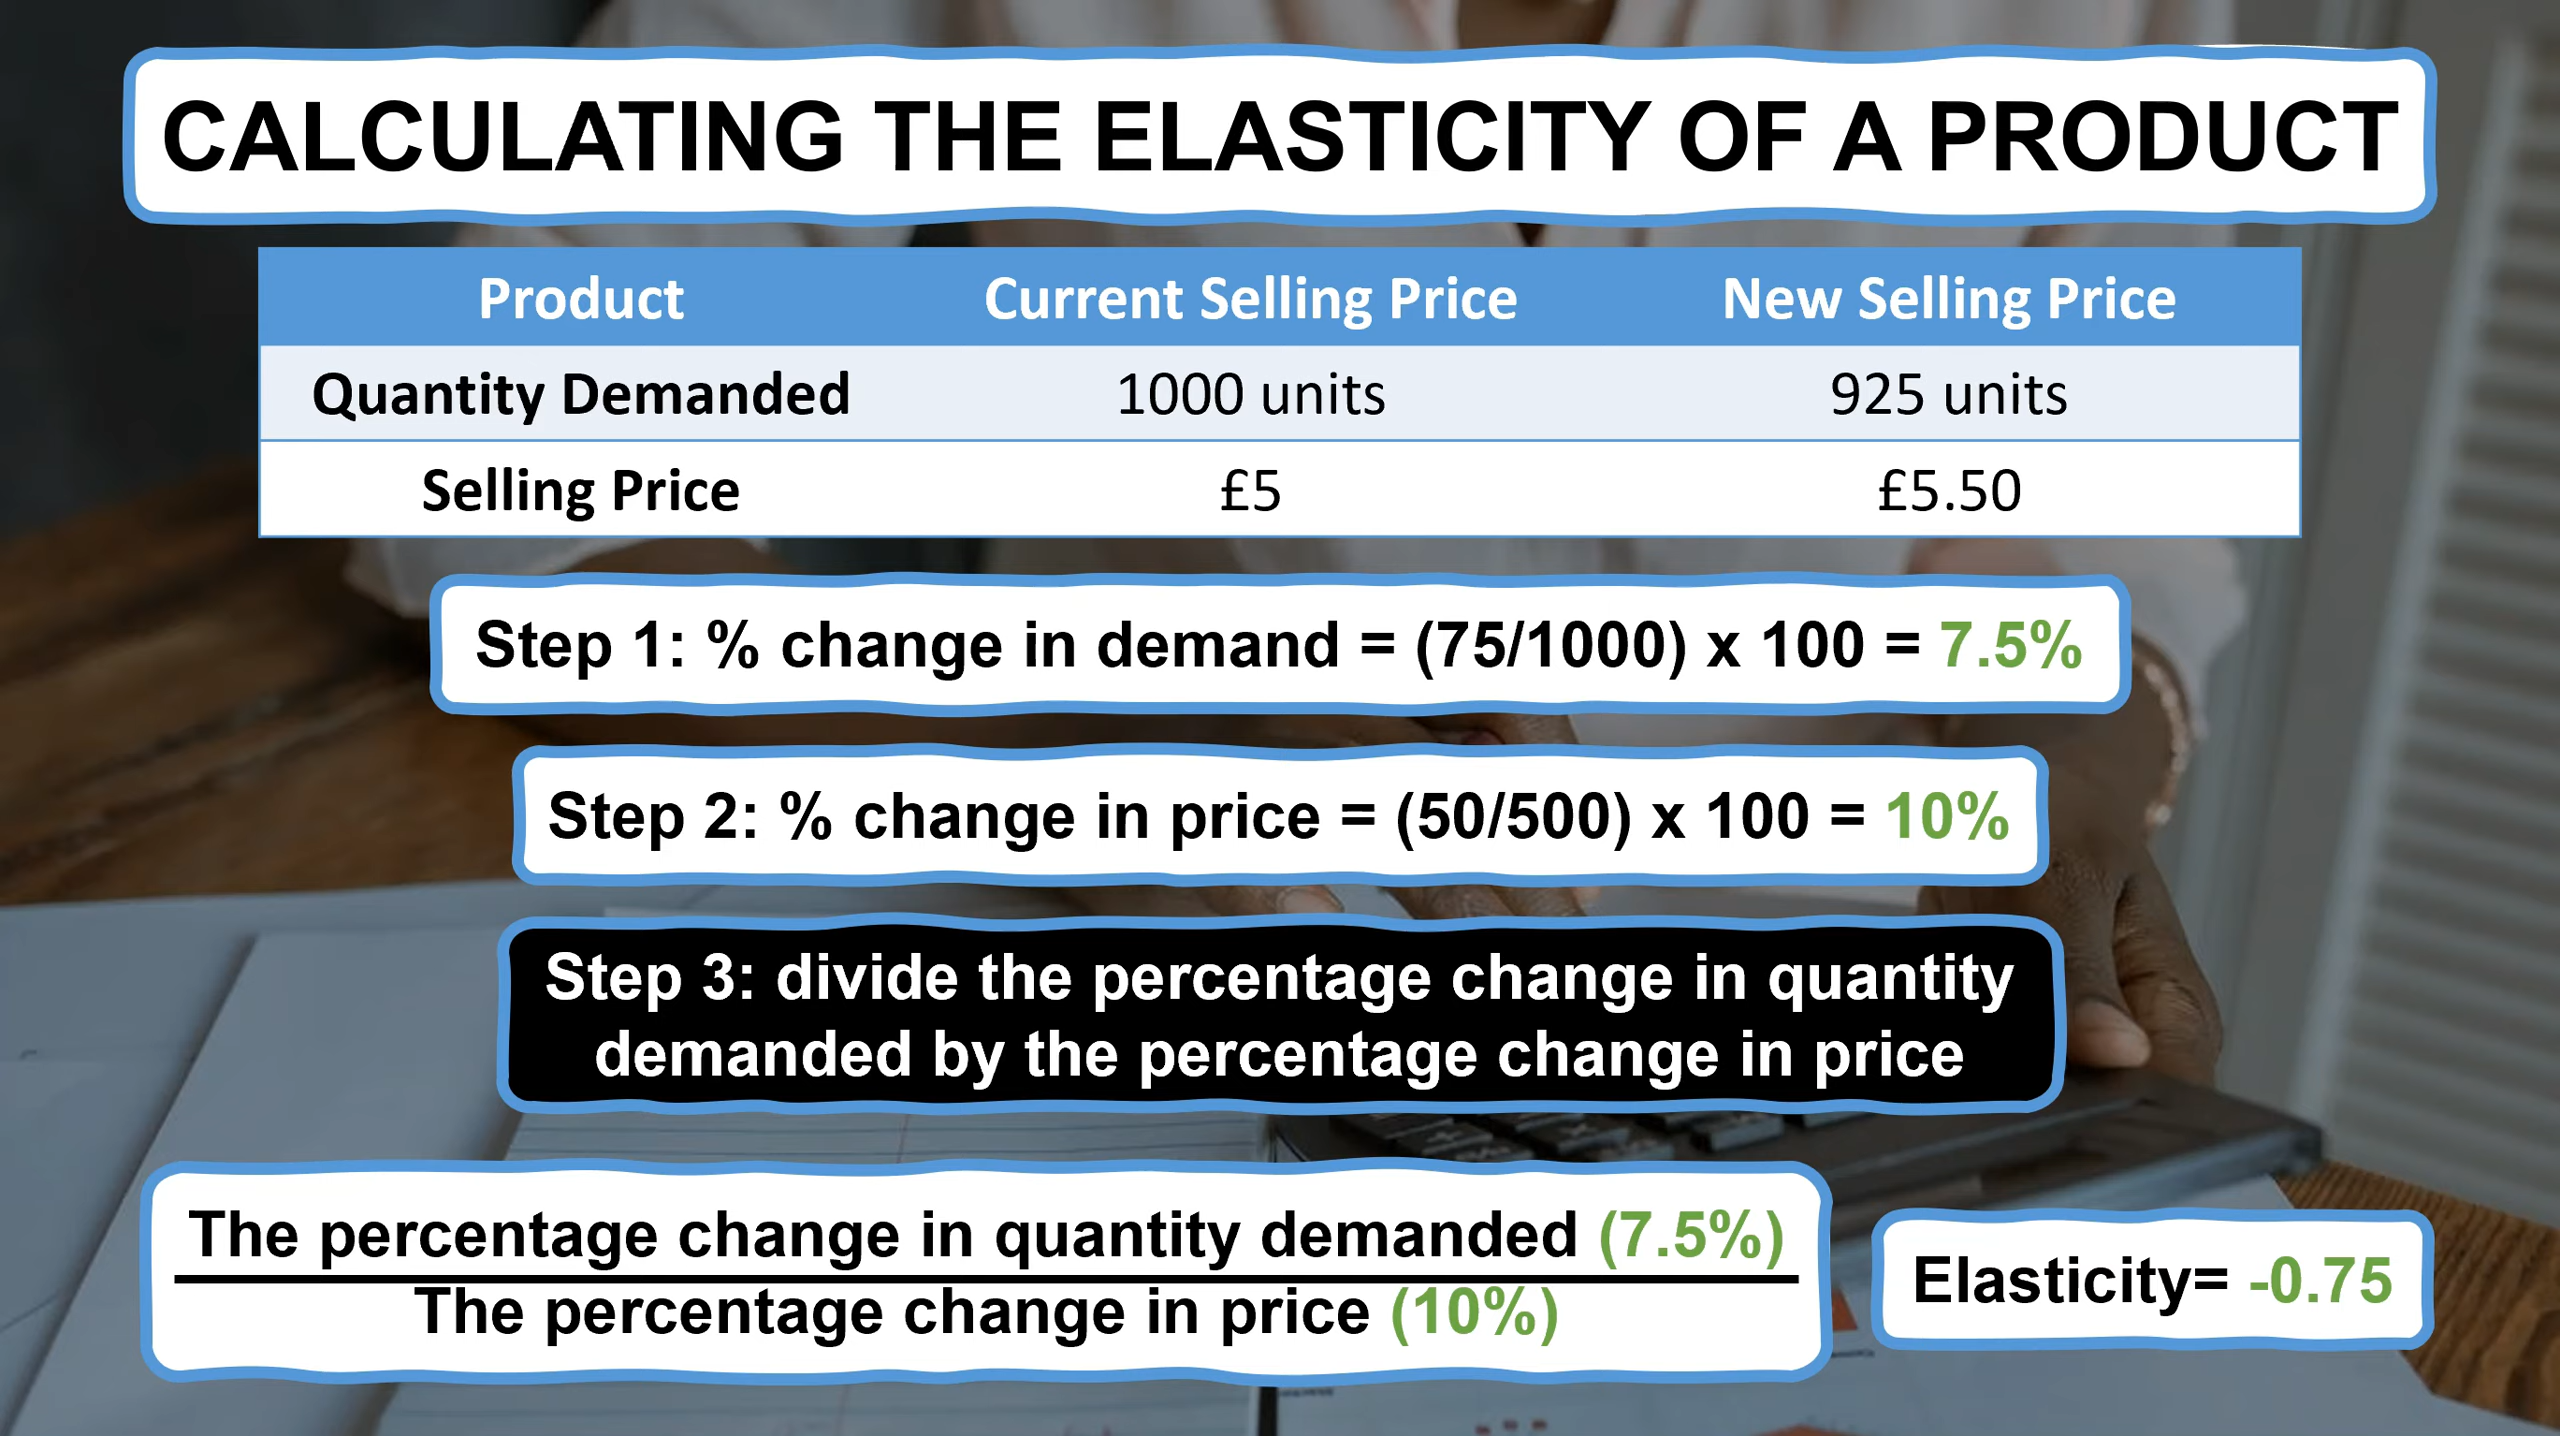 CALCULATING THE ELASTICITY OF A PRODUCT
Product Current Selling Price New Selling Price
Quantity Demanded 1000 units 925 units
Selling Price £5 £5.50
Step 1: % change in demand = (75/1000) x 100 = 7.5%
Step 2: % change in price = (50/500) x 100 = 10%
Step 3: divide the percentage change in quantity
demanded by the percentage change in price
The percentage change in quantity demanded (7.5%)
The percentage change in price (10%)
Elasticity= -0.75